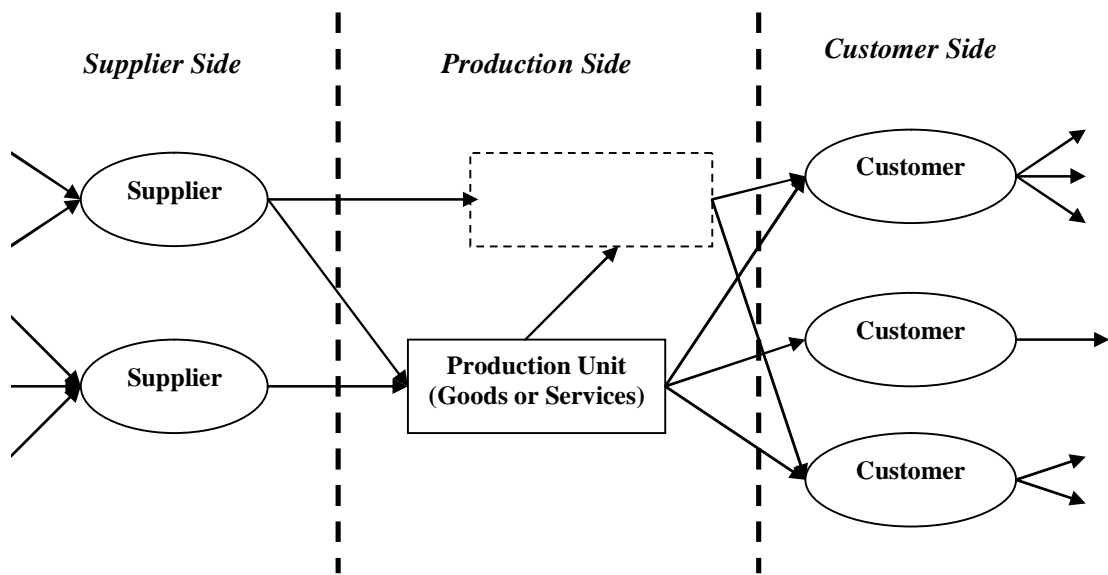 Supplier Side
Production Side
Customer Side
Supplier
Customer
Supplier
Production Unit
(Goods or Services)
Customer
Customer